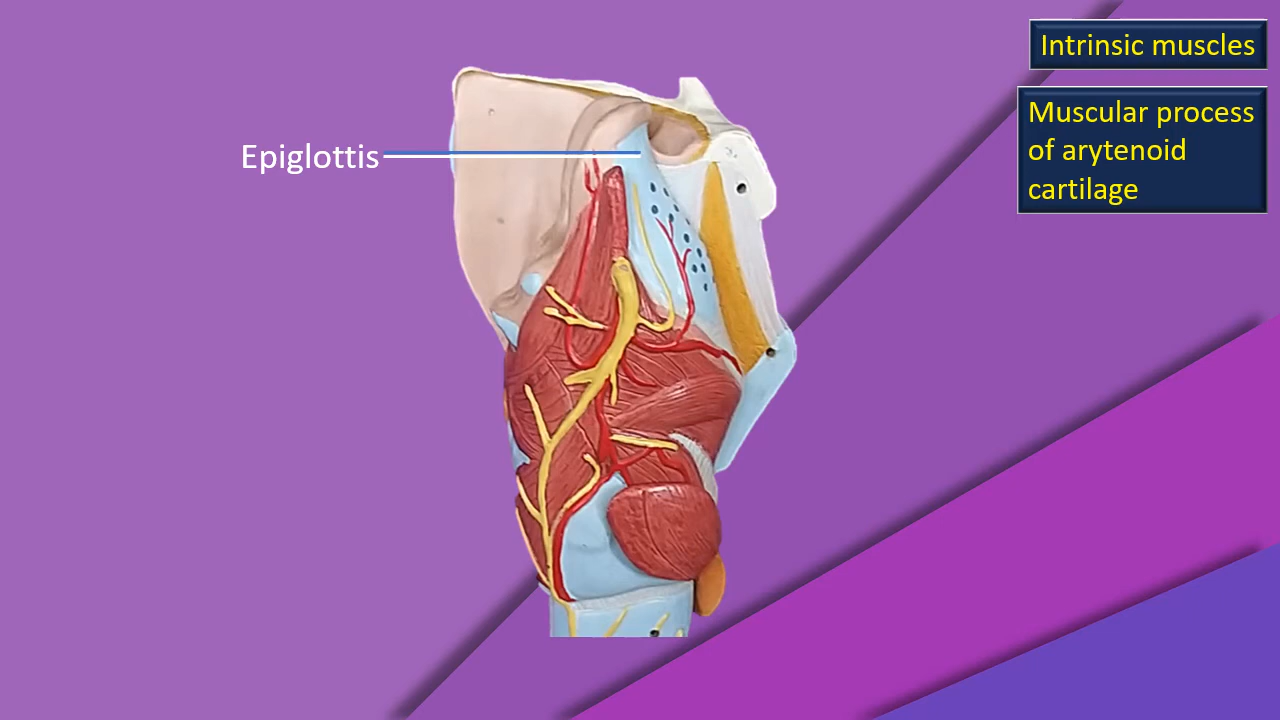 Intrinsic muscles
Muscular process
of arytenoid
cartilage
Epiglottis